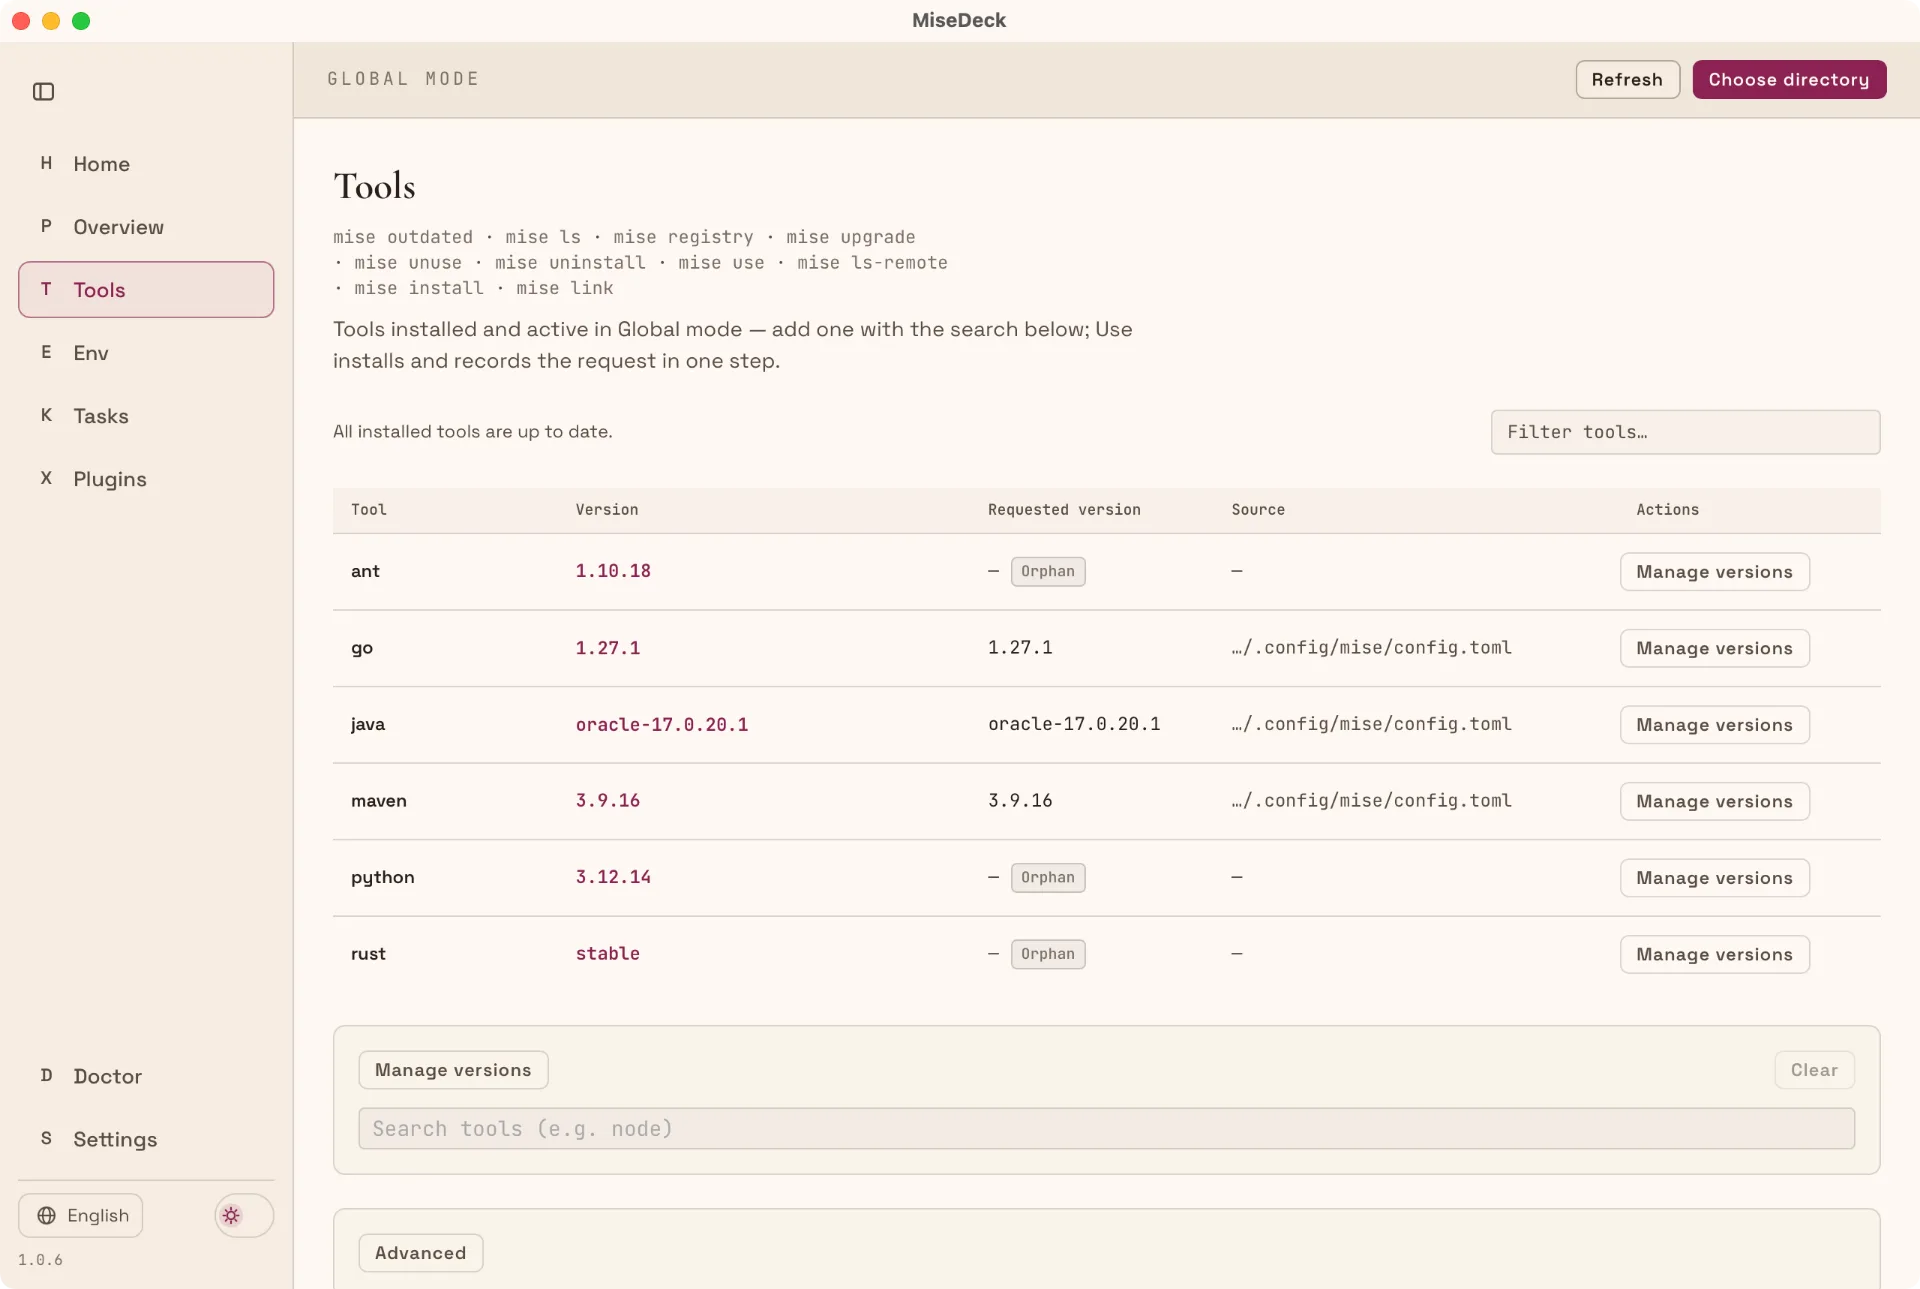 MiseDeck
GLOBAL MODE
Refresh
Choose directory
H Home
P Overview
T Tools
E Env
K Tasks
X Plugins
D Doctor
S Settings
English
1.0.6
Tools
mise outdated · mise ls · mise registry · mise upgrade
· mise unuse · mise uninstall · mise use · mise ls-remote
· mise install · mise link
Tools installed and active in Global mode — add one with the search below; Use
installs and records the request in one step.
All installed tools are up to date.
Filter tools…
Tool Version Requested version Source Actions
ant 1.10.18 — Orphan — Manage versions
go 1.27.1 1.27.1 …/.config/mise/config.toml Manage versions
java oracle-17.0.20.1 oracle-17.0.20.1 …/.config/mise/config.toml Manage versions
maven 3.9.16 3.9.16 …/.config/mise/config.toml Manage versions
python 3.12.14 — Orphan — Manage versions
rust stable — Orphan — Manage versions
Manage versions
Clear
Search tools (e.g. node)
Advanced